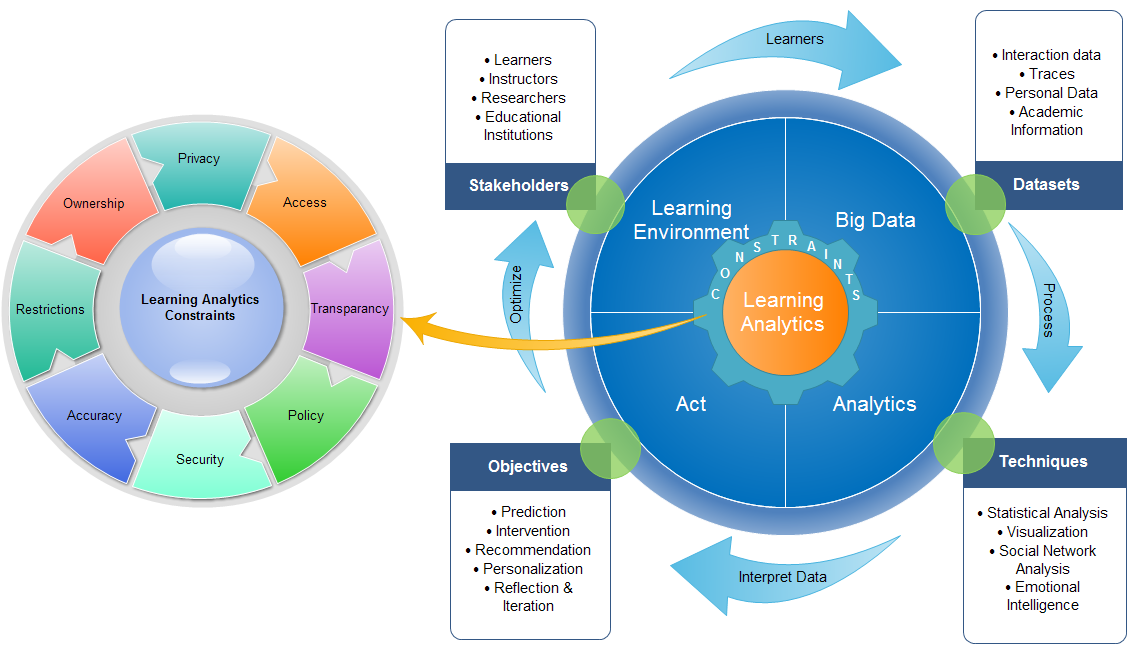 Privacy
Access
Transparancy
Policy
Security
Accuracy
Restrictions
Ownership
Learning Analytics
Constraints
• Learners
• Instructors
• Researchers
• Educational
Institutions
Stakeholders
Learners
• Interaction data
• Traces
• Personal Data
• Academic
Information
Datasets
Process
Techniques
• Statistical Analysis
• Visualization
• Social Network
Analysis
• Emotional
Intelligence
Interpret Data
Objectives
• Prediction
• Intervention
• Recommendation
• Personalization
• Reflection &
Iteration
Optimize
Learning
Environment
Big Data
Act
Analytics
CONSTRAINTS
Learning
Analytics